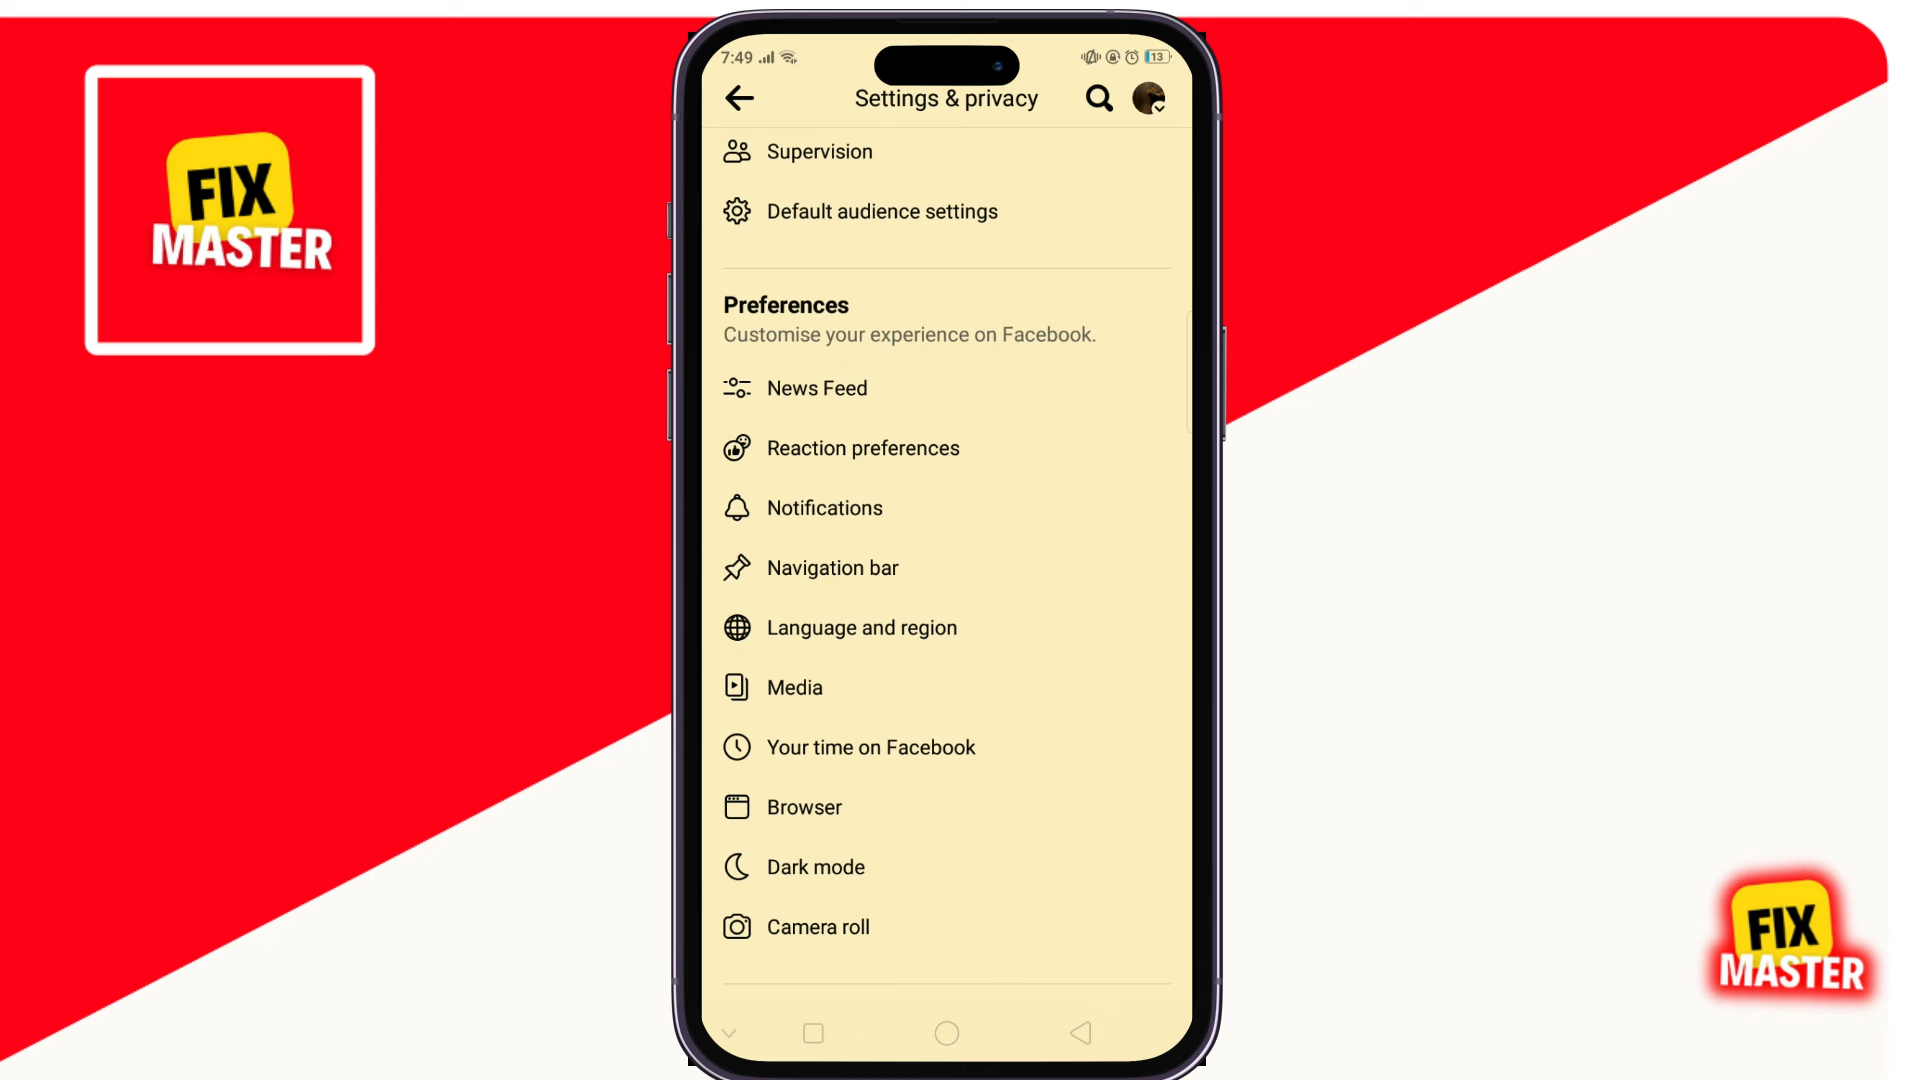 FIX
MASTER
7:49
13
Settings & privacy
Supervision
Default audience settings
Preferences
Customise your experience on Facebook.
News Feed
Reaction preferences
Notifications
Navigation bar
Language and region
Media
Your time on Facebook
Browser
Dark mode
Camera roll
FIX
MASTER